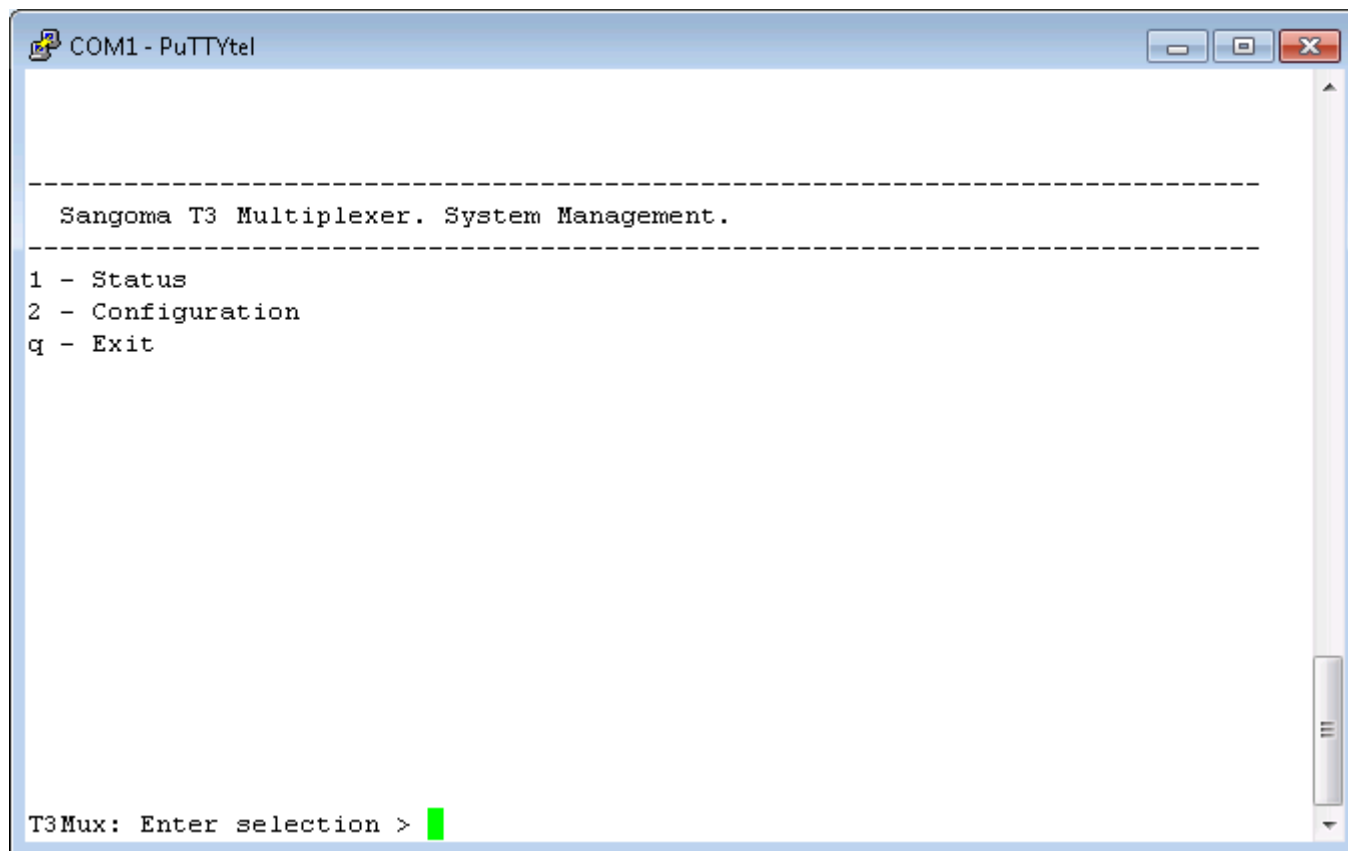 COM1 - PuTTYtel
-----------------------------------------------------------------------------
Sangoma T3 Multiplexer. System Management.
-----------------------------------------------------------------------------
1 - Status
2 - Configuration
q - Exit
T3Mux: Enter selection >